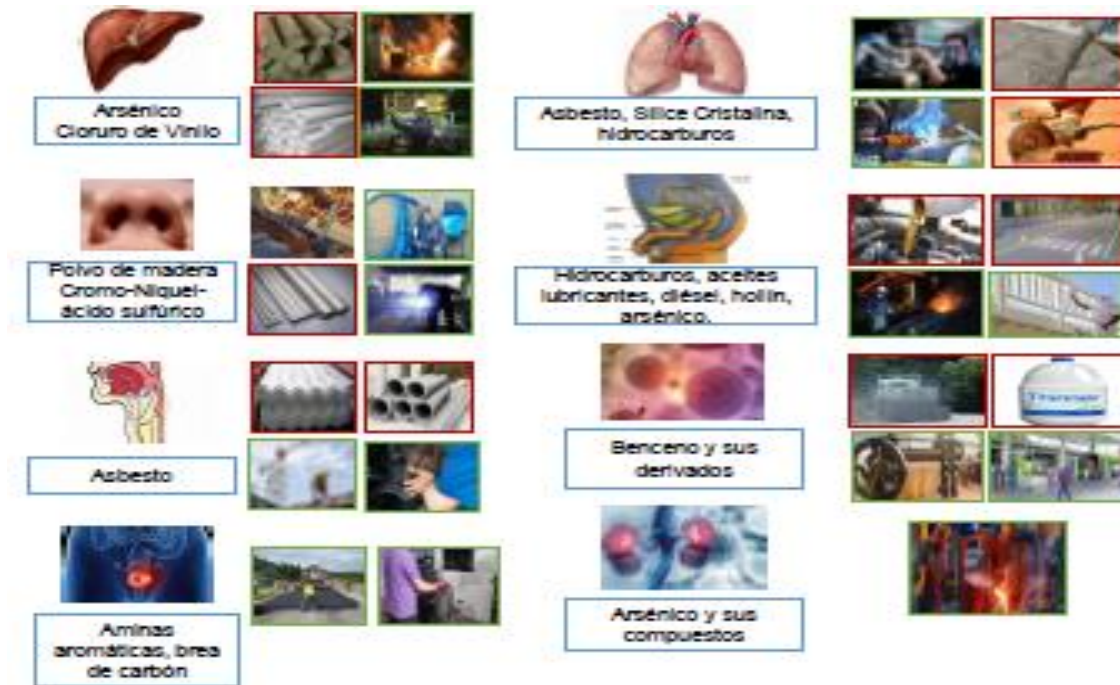 Arsénico
Cloruro de Vinilo
Asbesto, Sílice Cristalina,
hidrocarburos
Polvo de madera
Cromo-Níquel-
ácido sulfúrico
Hidrocarburos, aceites
lubricantes, diésel, hollín,
arsénico.
Asbesto
Benceno y sus
derivados
Aminas
aromáticas, brea
de carbón
Arsénico y sus
compuestos